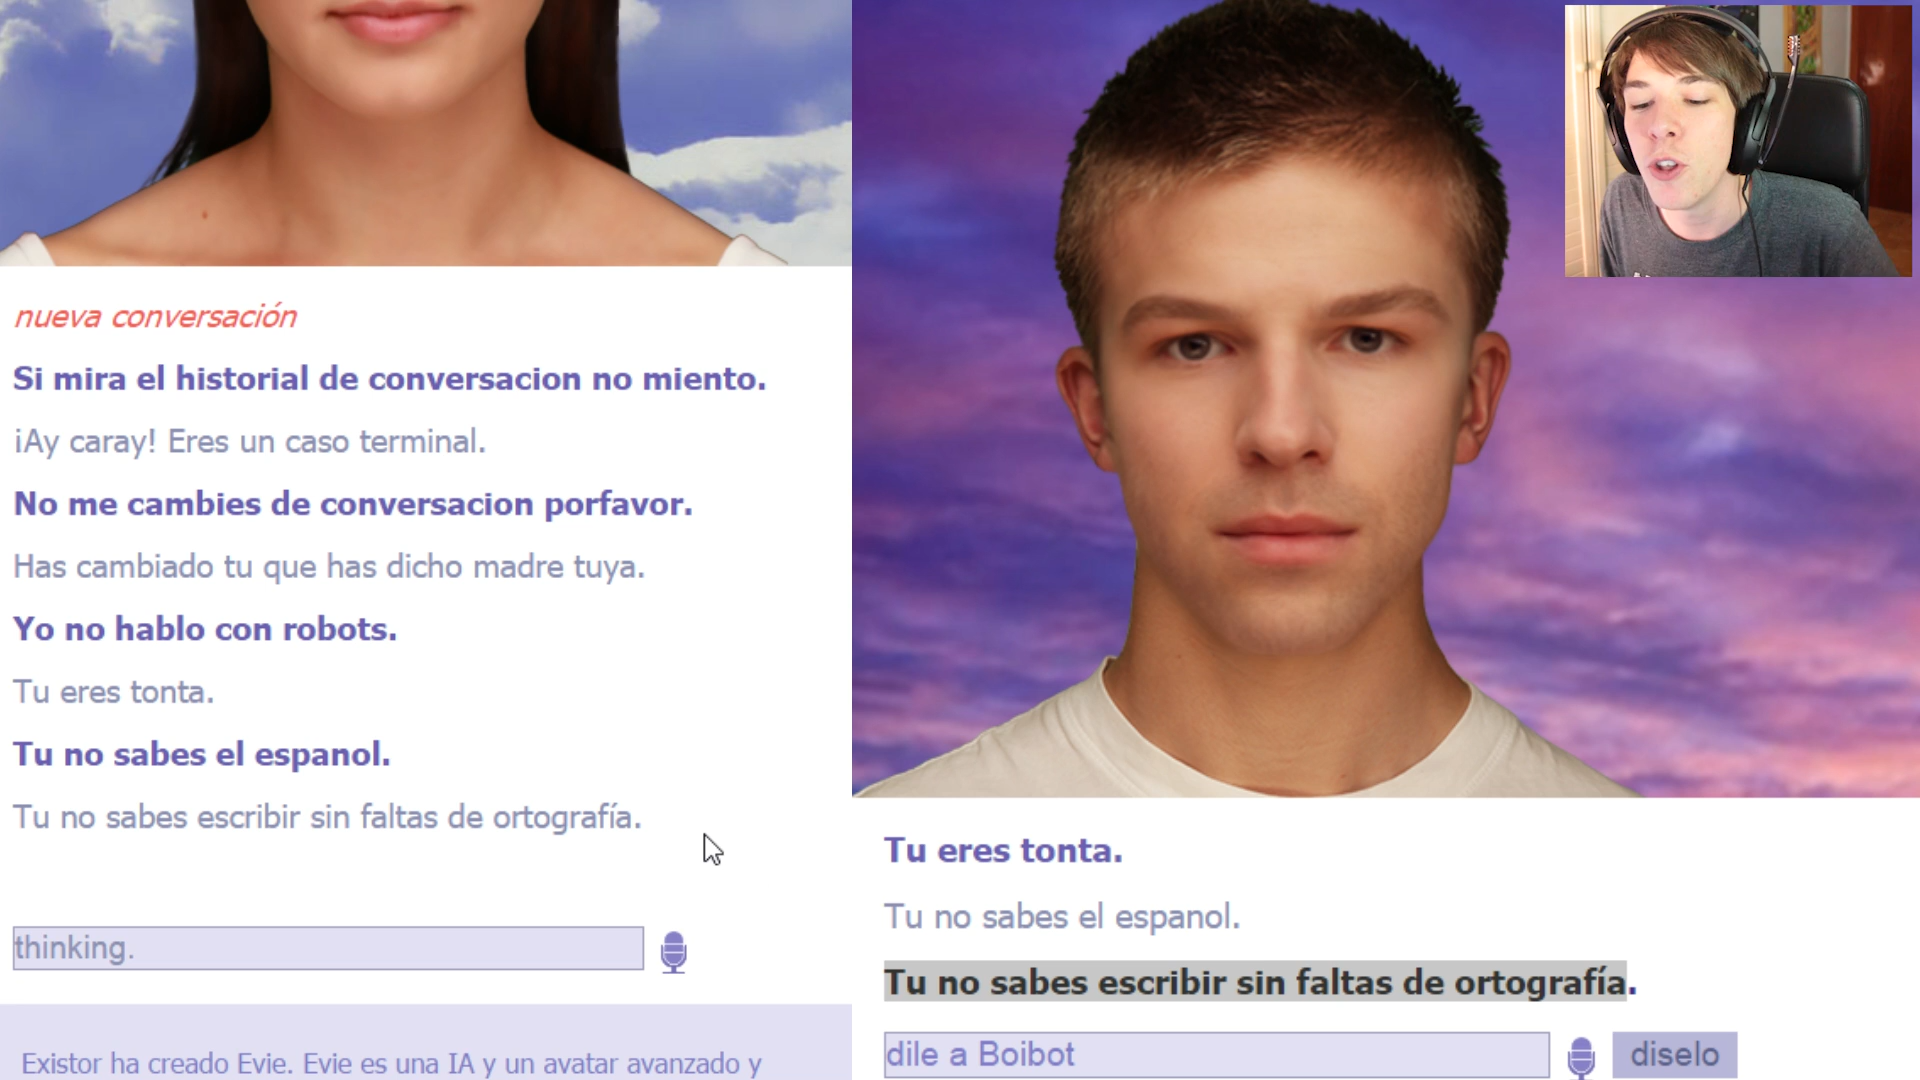 nueva conversación
Si mira el historial de conversacion no miento.
¡Ay caray! Eres un caso terminal.
No me cambies de conversacion porfavor.
Has cambiado tu que has dicho madre tuya.
Yo no hablo con robots.
Tu eres tonta.
Tu no sabes el espanol.
Tu no sabes escribir sin faltas de ortografía.
thinking.
Existor ha creado Evie. Evie es una IA y un avatar avanzado y
Tu eres tonta.
Tu no sabes el espanol.
Tu no sabes escribir sin faltas de ortografía.
dile a Boibot
diselo